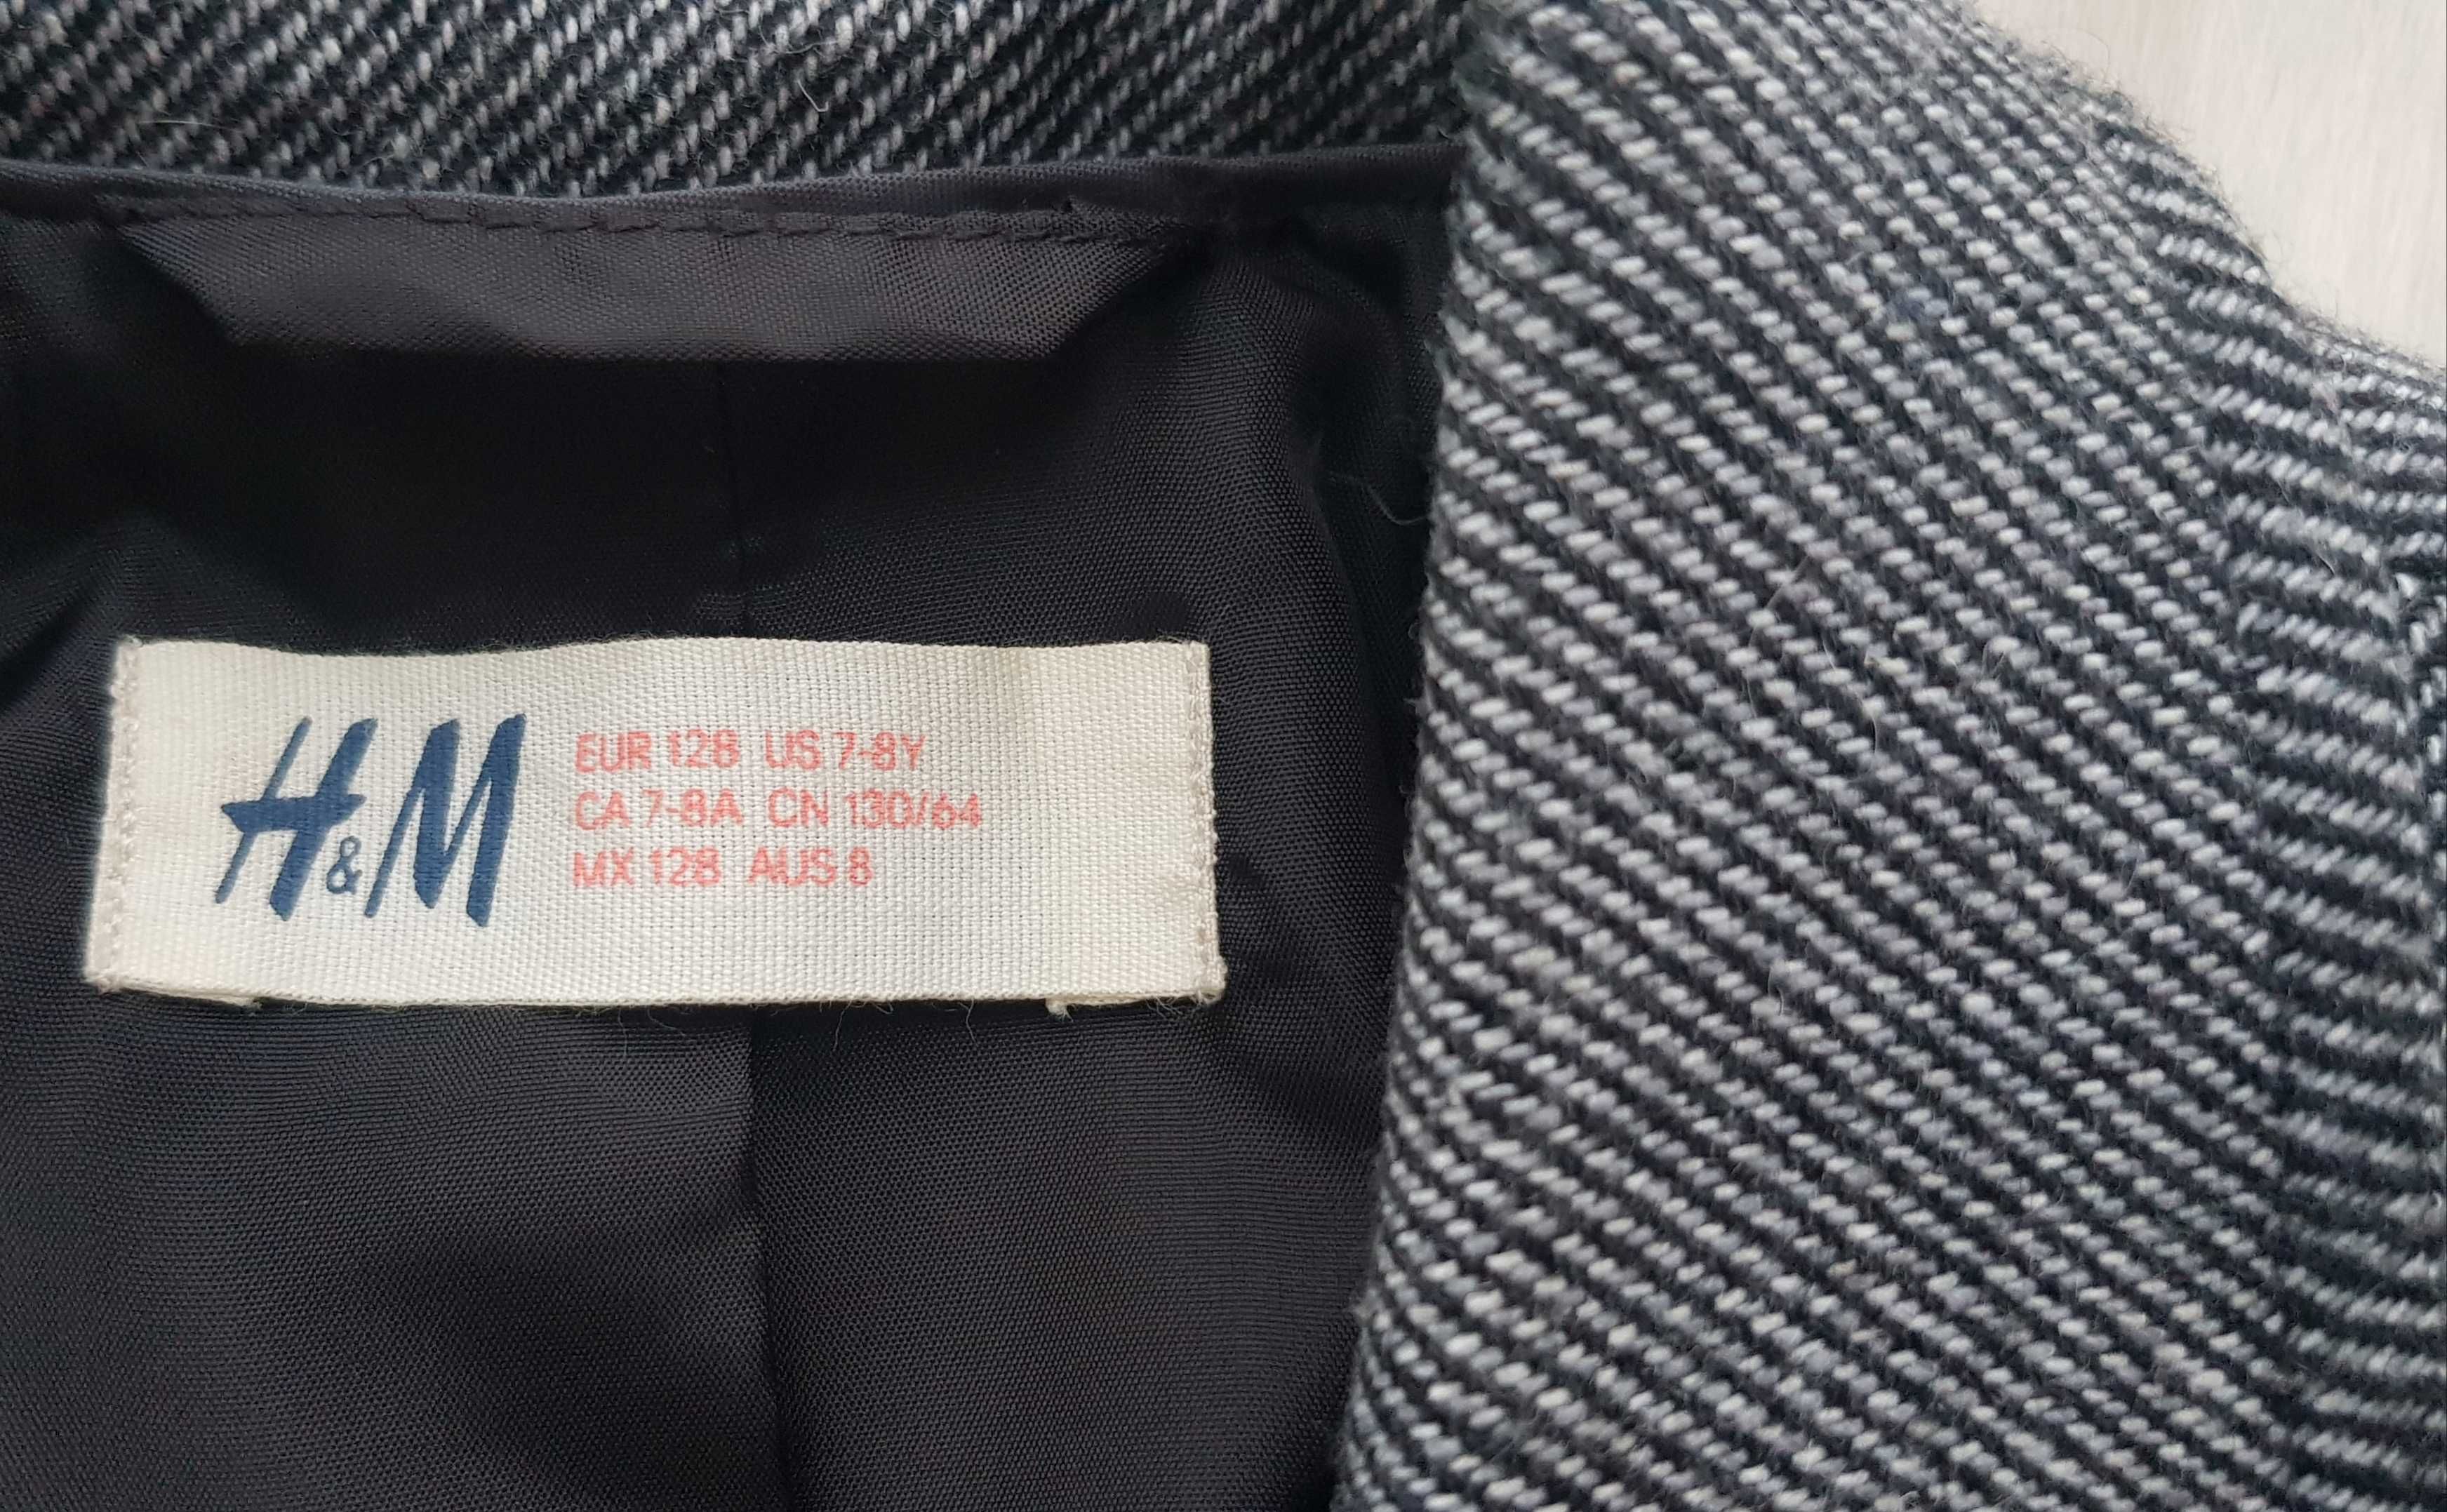 H&M
EUR 128 US 7-8Y
CA 7-8A CN 130/64
MX 128 AUS 8